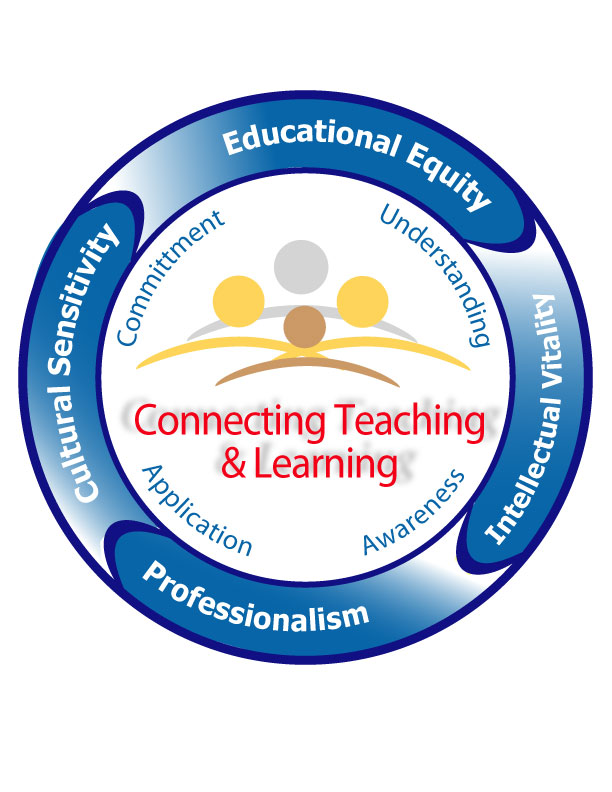 Educational Equity
Committment
Understanding
Cultural Sensitivity
Intellectual Vitality
Connecting Teaching
& Learning
Application
Awareness
Professionalism